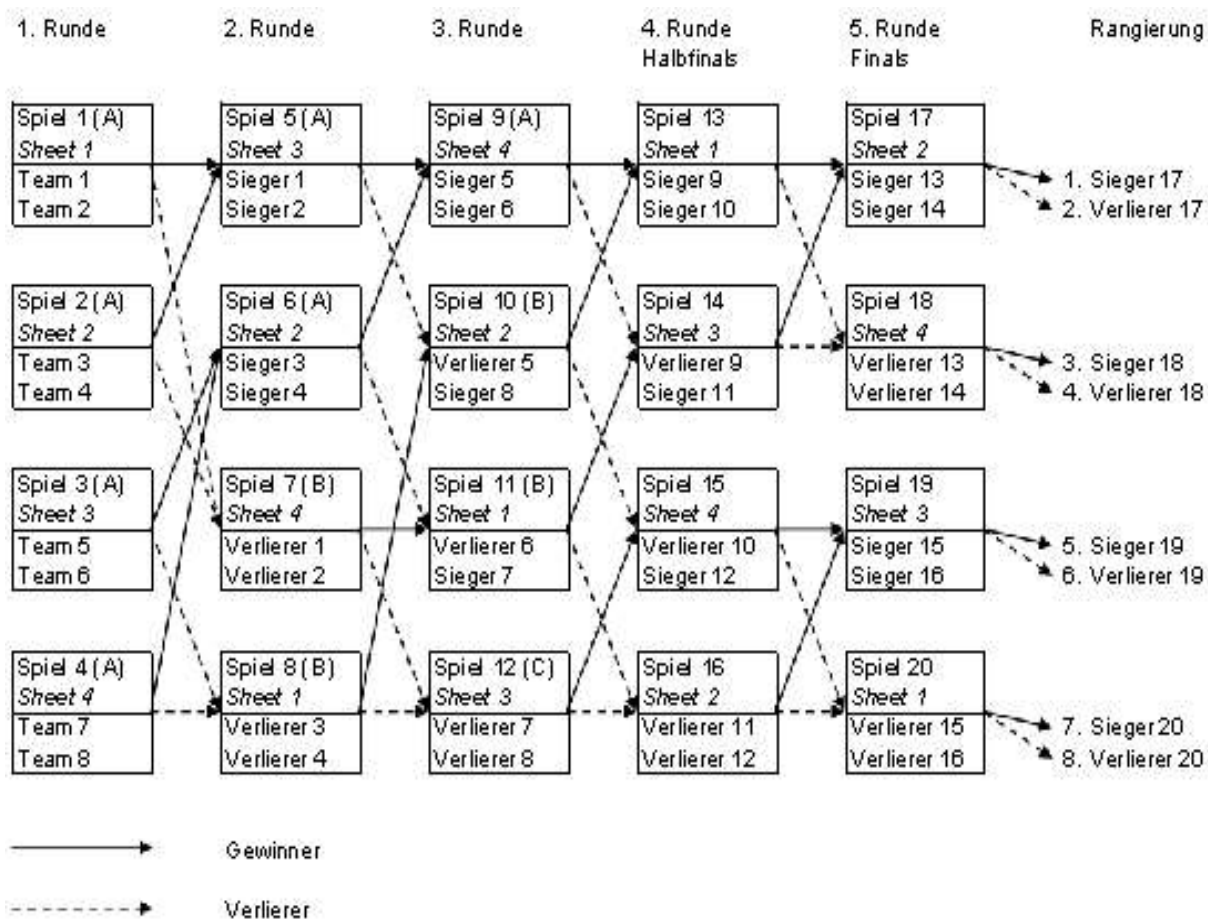 1. Runde
2. Runde
3. Runde
4. Runde
Halbfinals
5. Runde
Finals
Rangierung
Spiel 1 (A)
Sheet 1
Team 1
Team 2
Spiel 5 (A)
Sheet 3
Sieger 1
Sieger 2
Spiel 9 (A)
Sheet 4
Sieger 5
Sieger 6
Spiel 13
Sheet 1
Sieger 9
Sieger 10
Spiel 17
Sheet 2
Sieger 13
Sieger 14
1. Sieger 17
2. Verlierer 17
Spiel 2 (A)
Sheet 2
Team 3
Team 4
Spiel 6 (A)
Sheet 2
Sieger 3
Sieger 4
Spiel 10 (B)
Sheet 2
Verlierer 5
Sieger 8
Spiel 14
Sheet 3
Verlierer 9
Sieger 11
Spiel 18
Sheet 4
Verlierer 13
Verlierer 14
3. Sieger 18
4. Verlierer 18
Spiel 3 (A)
Sheet 3
Team 5
Team 6
Spiel 7 (B)
Sheet 4
Verlierer 1
Verlierer 2
Spiel 11 (B)
Sheet 1
Verlierer 6
Sieger 7
Spiel 15
Sheet 4
Verlierer 10
Sieger 12
Spiel 19
Sheet 3
Sieger 15
Sieger 16
5. Sieger 19
6. Verlierer 19
Spiel 4 (A)
Sheet 4
Team 7
Team 8
Spiel 8 (B)
Sheet 1
Verlierer 3
Verlierer 4
Spiel 12 (C)
Sheet 3
Verlierer 7
Verlierer 8
Spiel 16
Sheet 2
Verlierer 11
Verlierer 12
Spiel 20
Sheet 1
Verlierer 15
Verlierer 16
7. Sieger 20
8. Verlierer 20
Gewinner
Verlierer